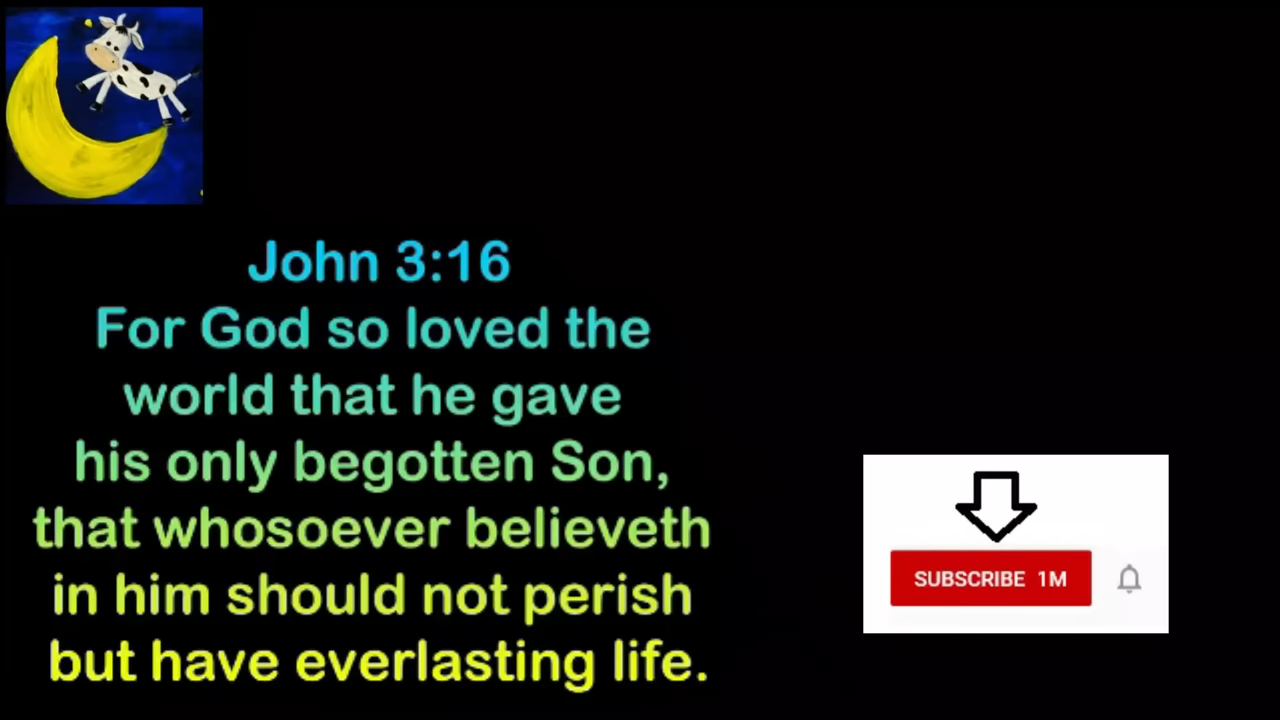 John 3:16
For God so loved the
world that he gave
his only begotten Son,
that whosoever believeth
in him should not perish
but have everlasting life.
SUBSCRIBE 1M